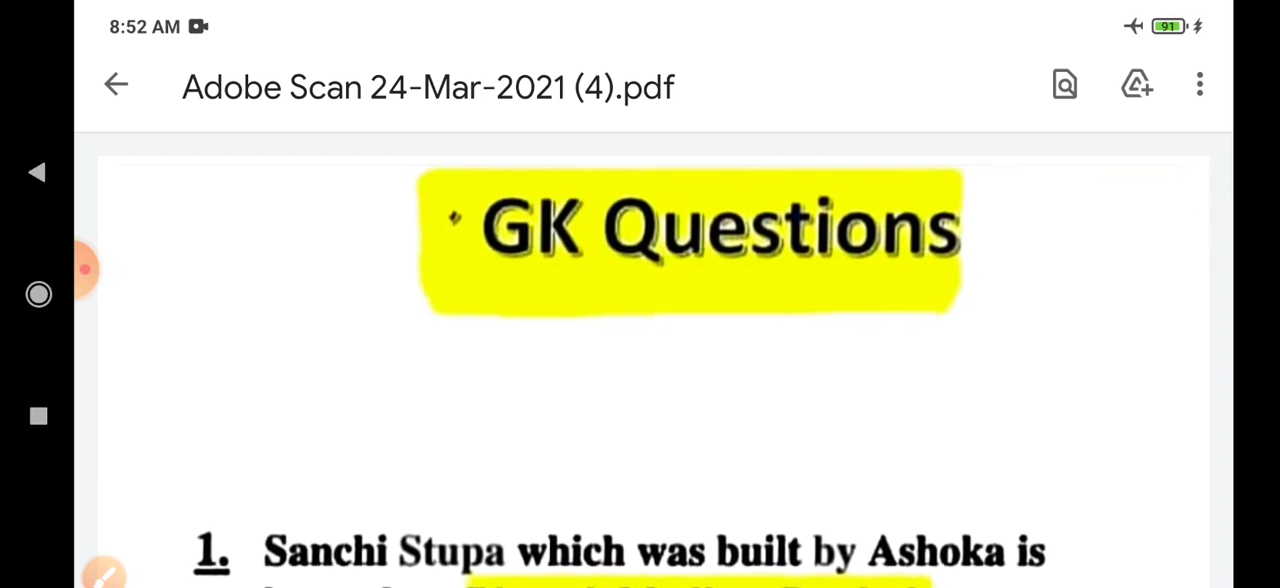 8:52 AM
91
Adobe Scan 24-Mar-2021 (4).pdf
GK Questions
1. Sanchi Stupa which was built by Ashoka is